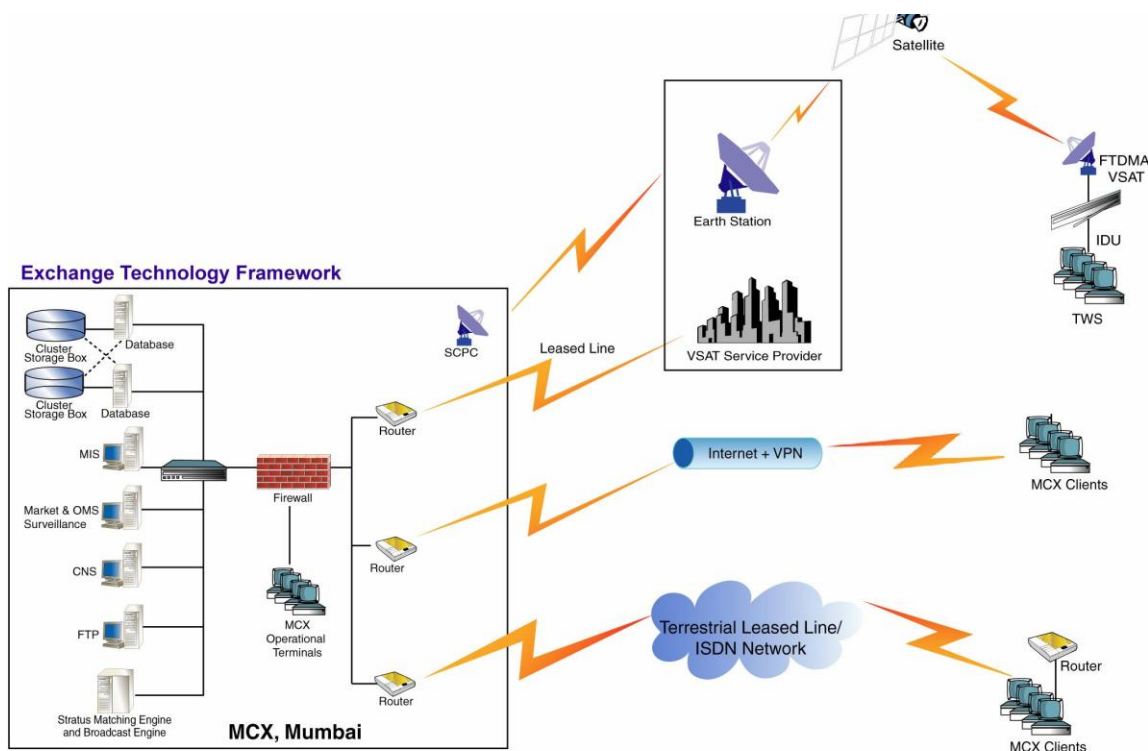 Satellite
FTDMA
VSAT
Earth Station
IDU
TWS
Exchange Technology Framework
Cluster
Storage Box
Database
SCPC
Leased Line
VSAT Service Provider
Cluster
Storage Box
Database
Router
MIS
Internet + VPN
Firewall
MCX Clients
Market & OMS
Surveillance
CNS
Router
FTP
MCX
Operational
Terminals
Terrestrial Leased Line/
ISDN Network
Router
Router
Stratus Matching Engine
and Broadcast Engine
MCX, Mumbai
MCX Clients